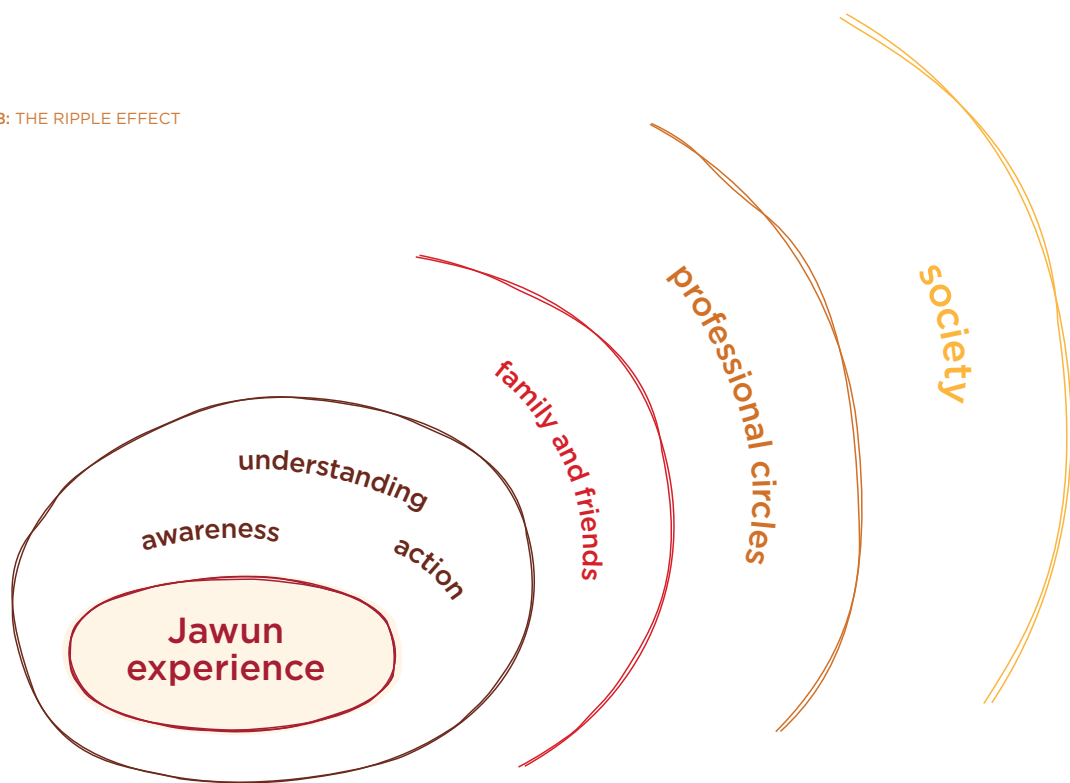 3: THE RIPPLE EFFECT
society
professional circles
family and friends
understanding
awareness
action
Jawun
experience